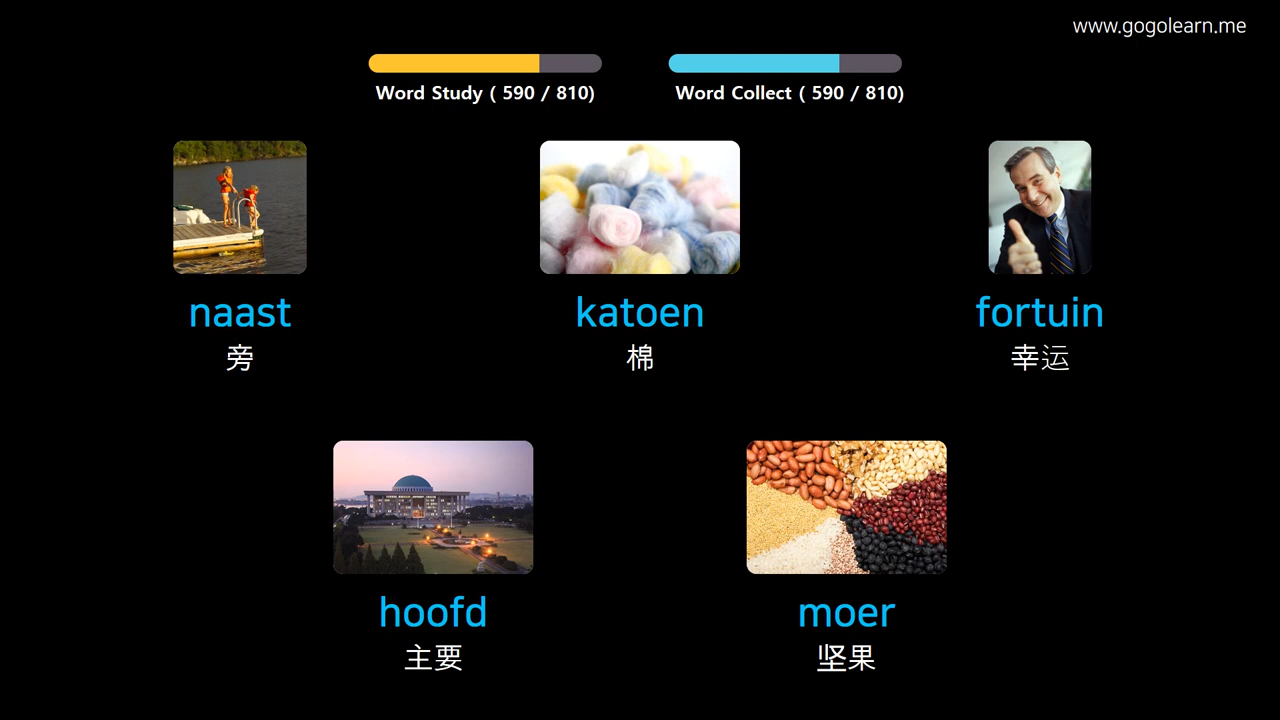 www.gogolearn.me
Word Study ( 590 / 810)
Word Collect ( 590 / 810)
naast
旁
katoen
棉
fortuin
幸运
hoofd
主要
moer
坚果